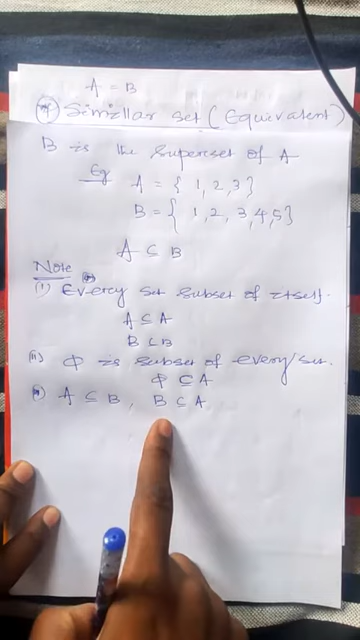 A = B
* Simillar set (Equivalent)
B is the Superset of A
Eg A = { 1, 2, 3}
B = { 1, 2, 3, 4, 5}
A ⊆ B
Note
(i) Every set subset of itself.
A ⊆ A
B ⊆ B
(ii) Φ is subset of every set.
Φ ⊆ A
A ⊆ B, B ⊆ A